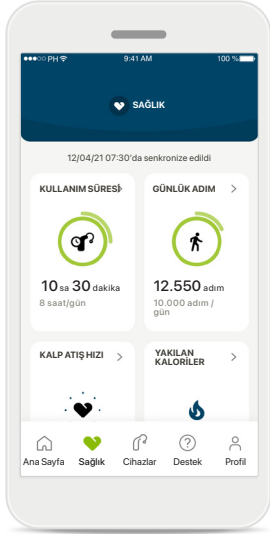 PH 9:41 AM 100 %
SAĞLIK
12/04/21 07:30'da senkronize edildi
KULLANIM SÜRESİ
10 sa 30 dakika
8 saat/gün
GÜNLÜK ADIM
12.550 adım
10.000 adım /
gün
KALP ATIŞ HIZI
YAKILAN
KALORİLER
Ana Sayfa Sağlık Cihazlar Destek Profil